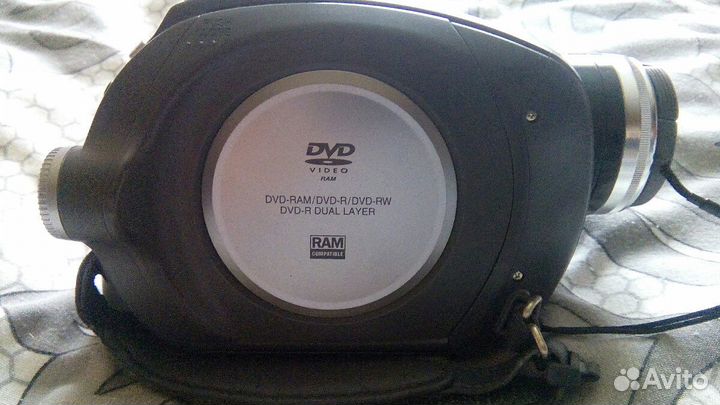 DVD
VIDEO
RAM
DVD-RAM/DVD-R/DVD-RW
DVD-R DUAL LAYER
RAM
COMPATIBLE
Avito